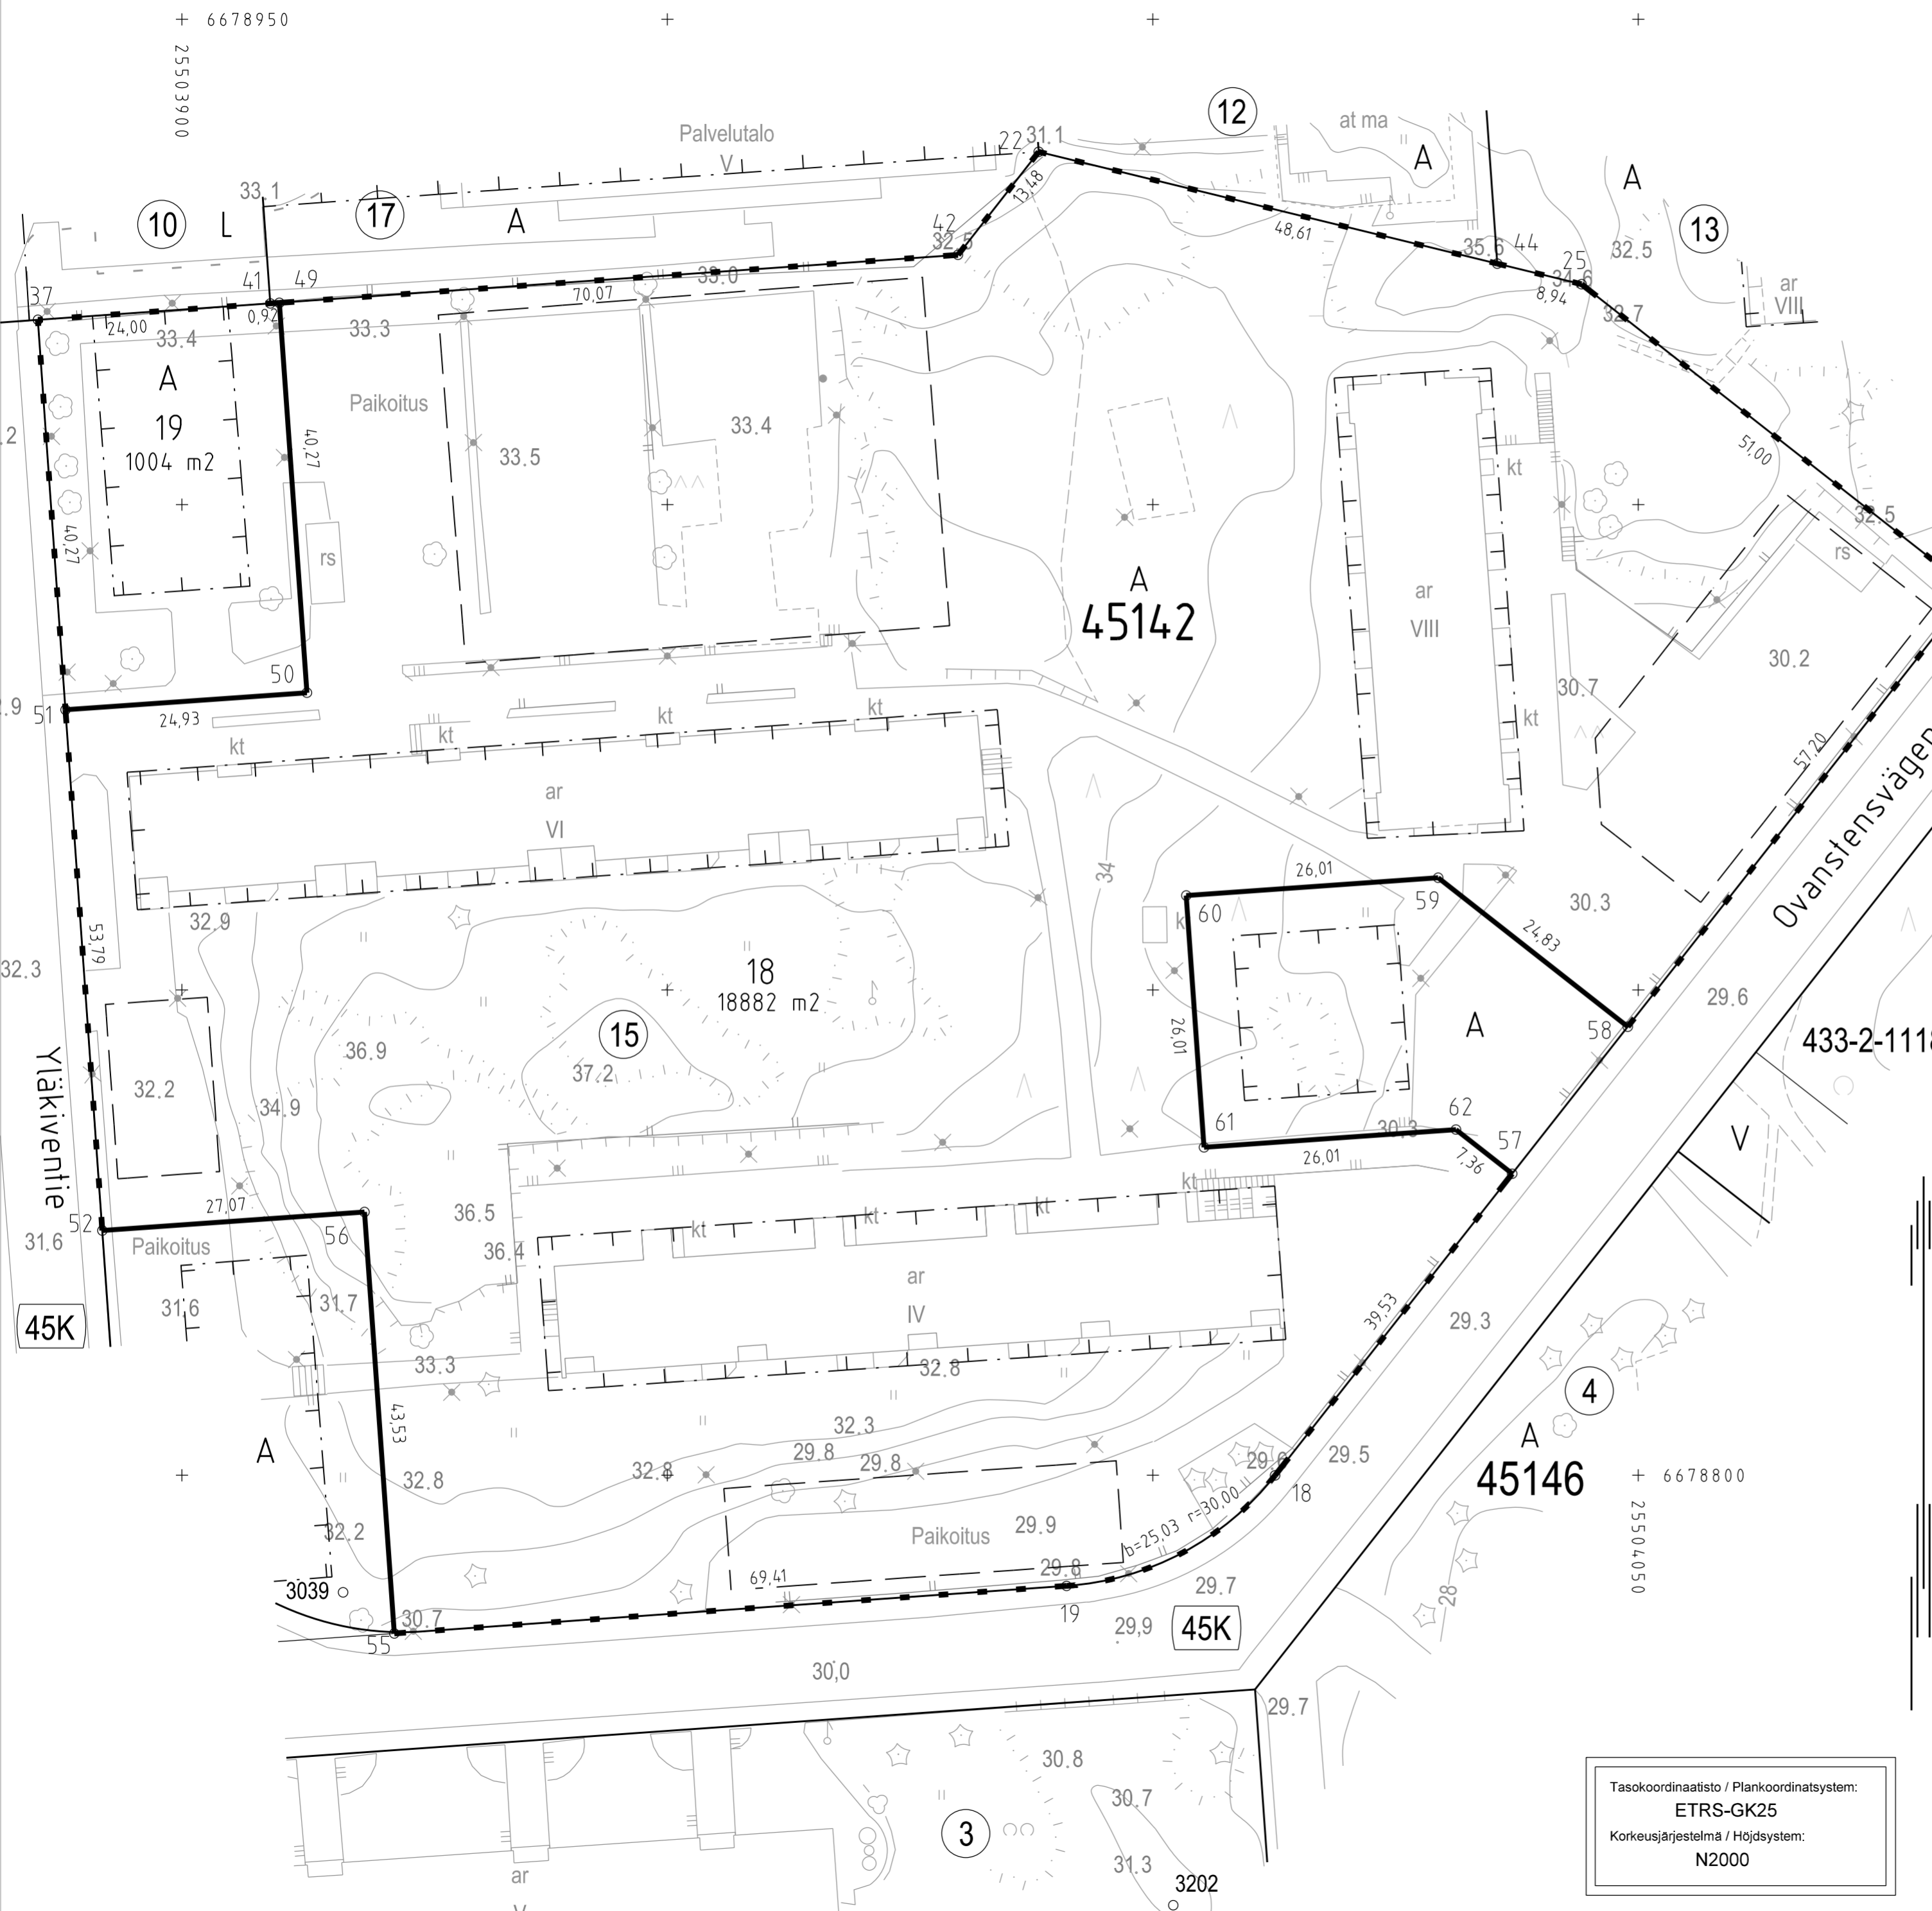 6678950
25503900
Palvelutalo
V
22
31.1
12
at ma
A
A
33.1
10
L
17
A
42
32.5
13,48
48,61
35.6
44
25
34.6
8,94
32.5
13
ar
VIII
37
41
49
24,00
0,92
33.4
33.3
70,07
33.0
32.7
A
19
1004 m2
40,27
40,27
Paikoitus
33.5
33.4
51,00
kt
32.5
rs
rs
A
45142
ar
VIII
30.2
50
51
24,93
30.7
kt
kt
kt
kt
kt
57,20
Ovanstensvägen
ar
VI
34
26,01
59
60
30.3
24,83
32.9
53,79
32.3
18
18882 m2
15
26,01
A
58
29.6
433-2-1118
36.9
37.2
32.2
34.9
Yläkiventie
61
62
30.3
57
26,01
7,36
V
27,07
52
56
31.6
Paikoitus
36.5
36.4
kt
kt
kt
kt
31.6
31.7
45K
ar
IV
39,53
29.3
33.3
32.8
4
A
43,53
32.3
29.8
29.8
32.8
32.8
29.6
29.5
A
45146
6678800
25504050
18
b=25,03 r=30,00
32.2
Paikoitus
29.9
29.8
69,41
3039
30.7
55
19
29.7
28
29,9
45K
30,0
29.7
30.8
30.7
3
31.3
3202
ar
V
Tasokoordinaatisto / Plankoordinatsystem:
ETRS-GK25
Korkeusjärjestelmä / Höjdsystem:
N2000